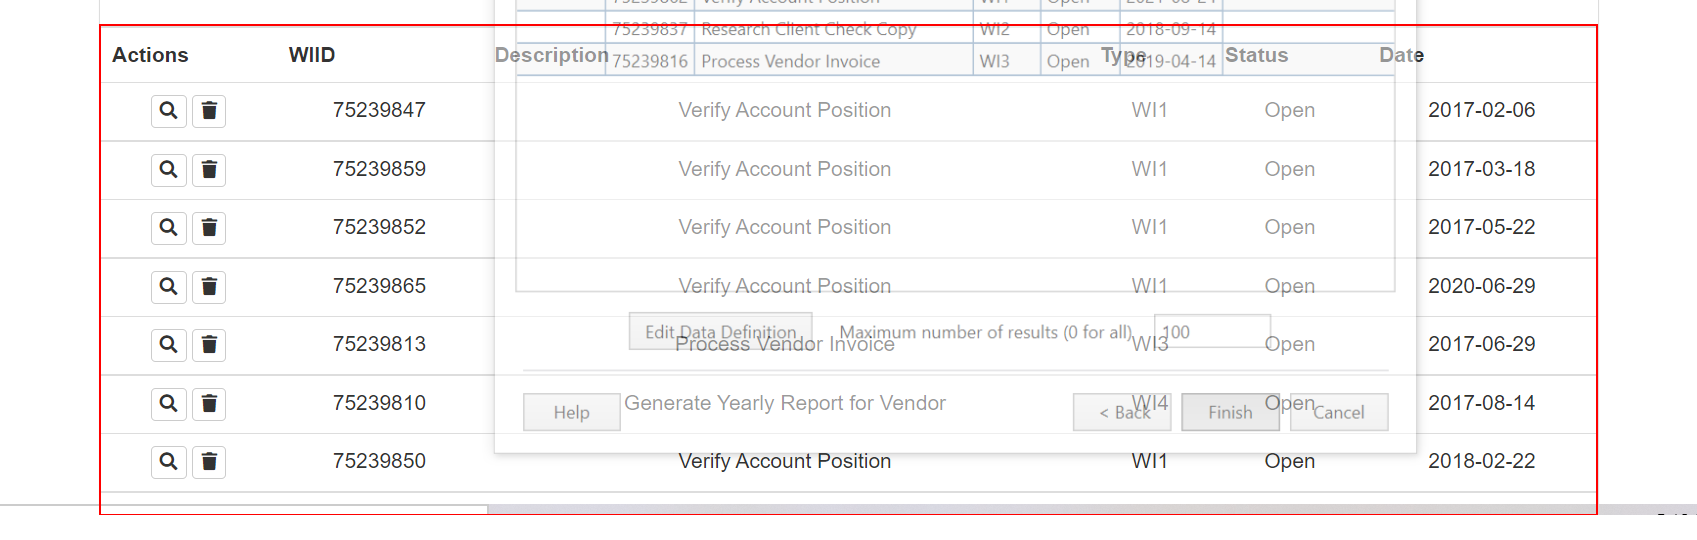 75239837 Research Client Check Copy WI2 Open 2018-09-14
Actions WIID Description Type Status Date
75239816 Process Vendor Invoice WI3 Open 2019-04-14
75239847 Verify Account Position WI1 Open 2017-02-06
75239859 Verify Account Position WI1 Open 2017-03-18
75239852 Verify Account Position WI1 Open 2017-05-22
75239865 Verify Account Position WI1 Open 2020-06-29
Edit Data Definition Maximum number of results (0 for all) 100
75239813 Process Vendor Invoice WI3 Open 2017-06-29
75239810 Generate Yearly Report for Vendor WI4 Open 2017-08-14
Help < Back Finish Cancel
75239850 Verify Account Position WI1 Open 2018-02-22